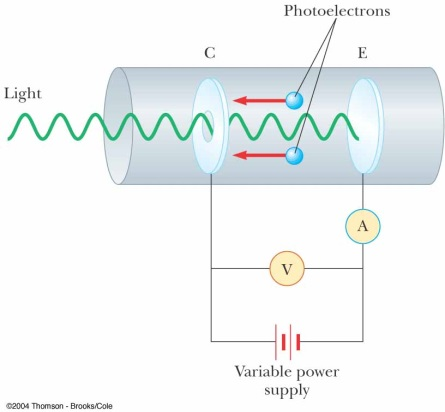 Photoelectrons
C
E
Light
A
V
Variable power
supply
©2004 Thomson - Brooks/Cole